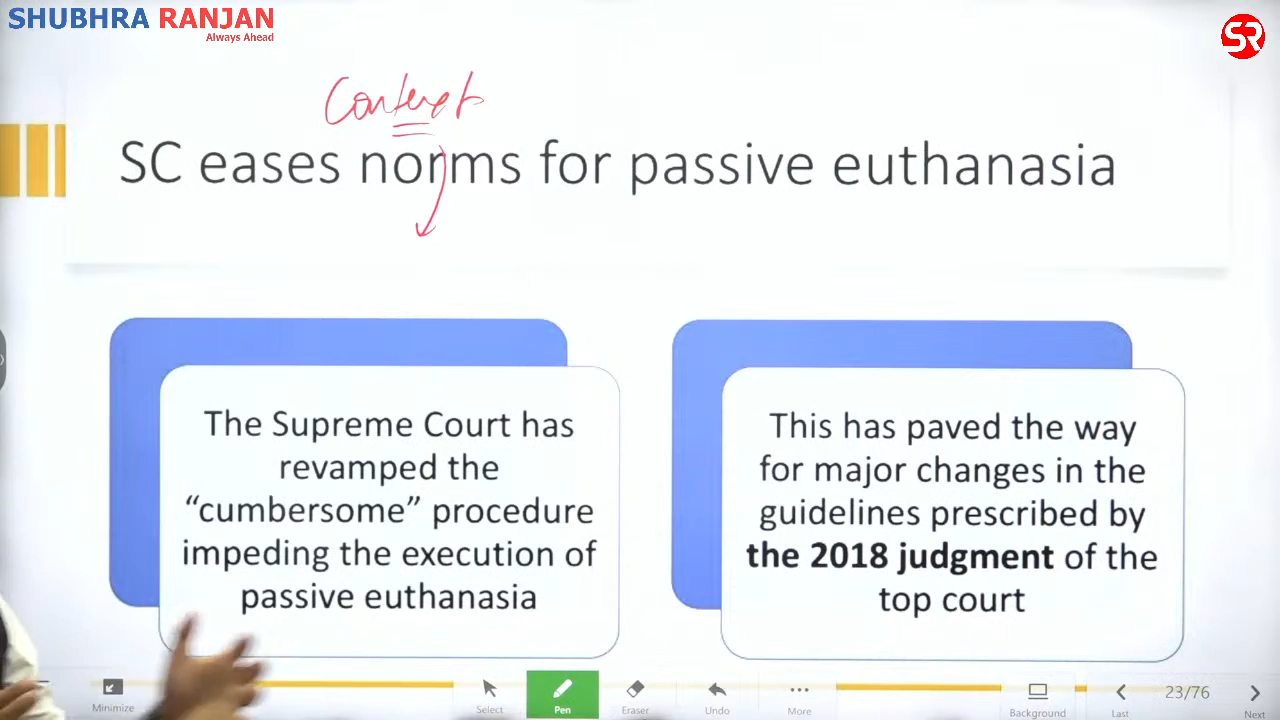 SHUBHRA RANJAN
Always Ahead
SR
Context
SC eases norms for passive euthanasia
The Supreme Court has
revamped the
“cumbersome” procedure
impeding the execution of
passive euthanasia
This has paved the way
for major changes in the
guidelines prescribed by
the 2018 judgment of the
top court
Minimize
Select
Pen
Eraser
Undo
More
Background
Last
23/76
Next